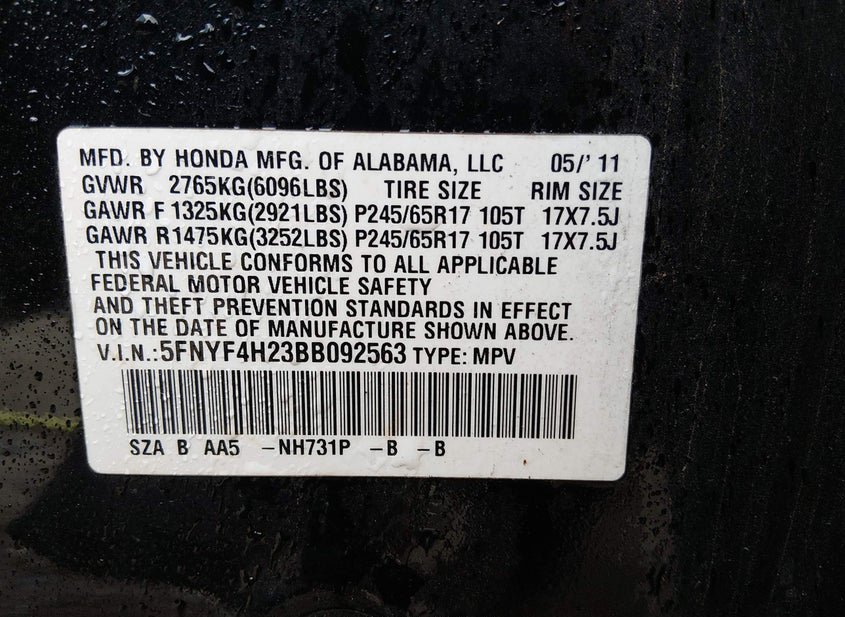 MFD. BY HONDA MFG. OF ALABAMA, LLC 05/'11
GVWR 2765KG(6096LBS) TIRE SIZE RIM SIZE
GAWR F 1325KG(2921LBS) P245/65R17 105T 17X7.5J
GAWR R 1475KG(3252LBS) P245/65R17 105T 17X7.5J
THIS VEHICLE CONFORMS TO ALL APPLICABLE
FEDERAL MOTOR VEHICLE SAFETY
AND THEFT PREVENTION STANDARDS IN EFFECT
ON THE DATE OF MANUFACTURE SHOWN ABOVE.
V.I.N.:5FNYF4H23BB092563 TYPE: MPV
SZA B AA5 -NH731P -B -B